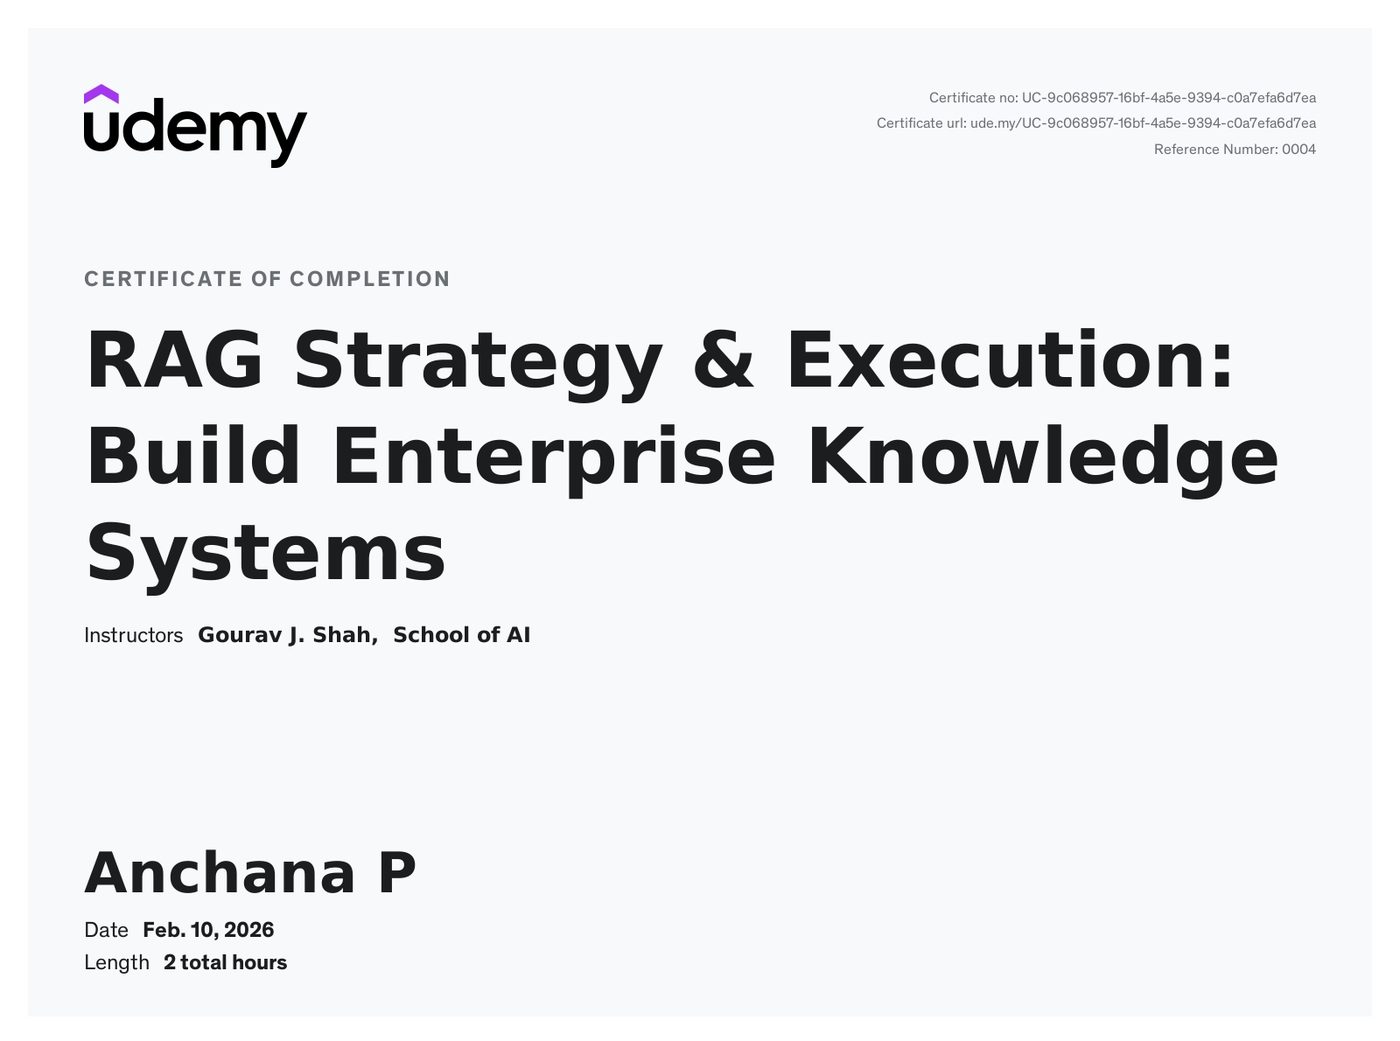 udemy
Certificate no: UC-9c068957-16bf-4a5e-9394-c0a7efa6d7ea
Certificate url: ude.my/UC-9c068957-16bf-4a5e-9394-c0a7efa6d7ea
Reference Number: 0004
CERTIFICATE OF COMPLETION
RAG Strategy & Execution:
Build Enterprise Knowledge
Systems
Instructors Gourav J. Shah, School of AI
Anchana P
Date Feb. 10, 2026
Length 2 total hours